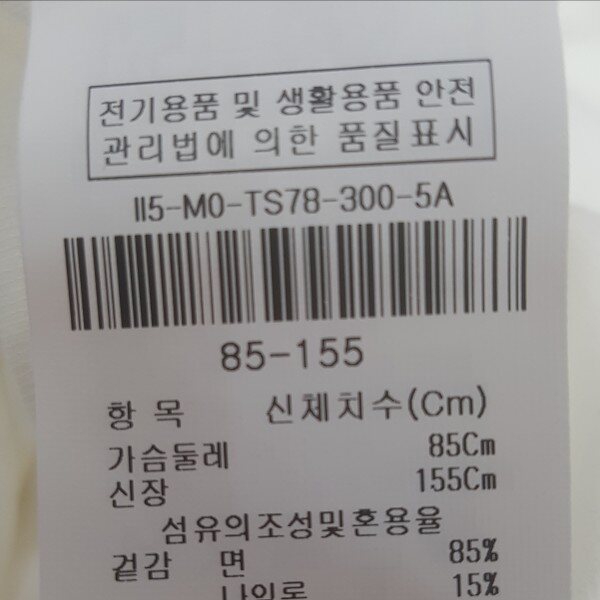 전기용품 및 생활용품 안전
관리법에 의한 품질표시
II5-M0-TS78-300-5A
85-155
항 목 신체치수(Cm)
가슴둘레 85Cm
신장 155Cm
섬유의조성및혼용율
겉감 면 85%
나일론 15%